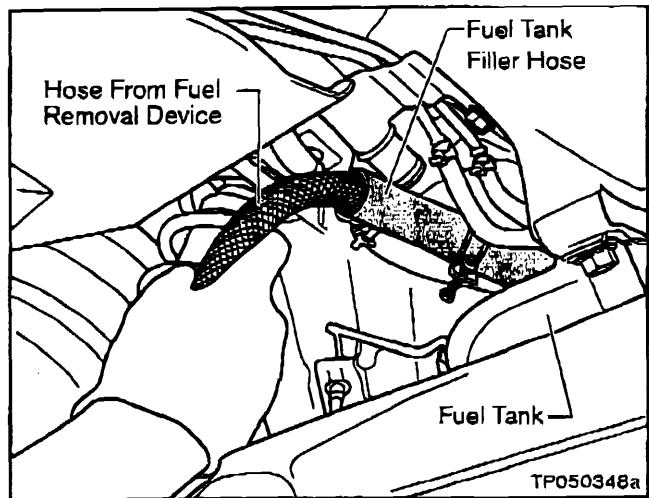 Fuel Tank
Filler Hose
Hose From Fuel
Removal Device
Fuel Tank
TP050348a